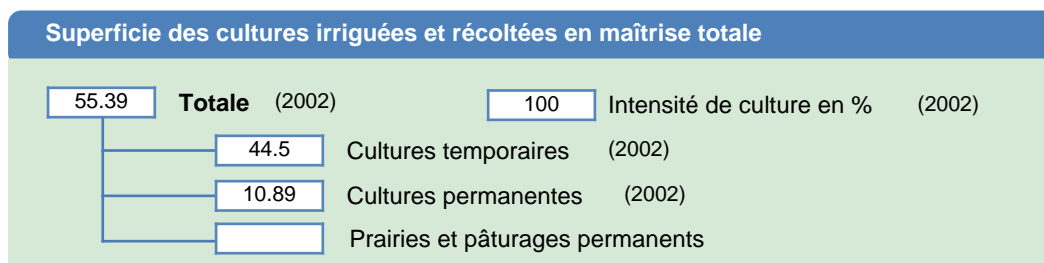 Superficie des cultures irriguées et récoltées en maîtrise totale
55.39 Totale (2002) 100 Intensité de culture en % (2002)
44.5 Cultures temporaires (2002)
10.89 Cultures permanentes (2002)
Prairies et pâturages permanents